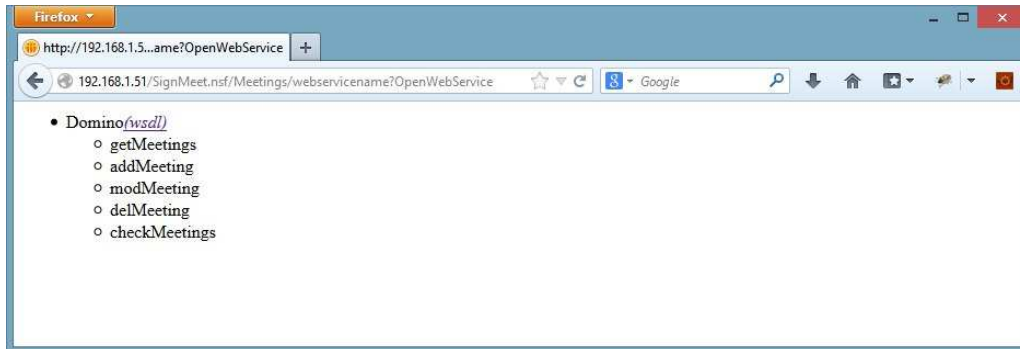 Firefox
http://192.168.1.5...ame?OpenWebService
192.168.1.51/SignMeet.nsf/Meetings/webservicename?OpenWebService
8 Google
Domino(wsdl)
getMeetings
addMeeting
modMeeting
delMeeting
checkMeetings